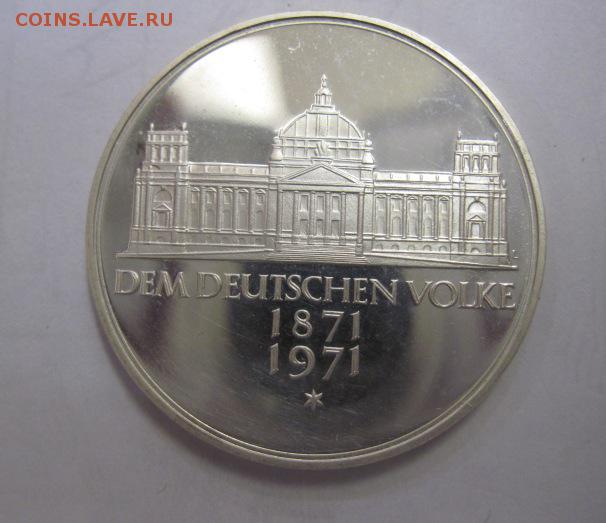 COINS.LAVE.RU
DEM DEUTSCHEN VOLKE
1871
1971